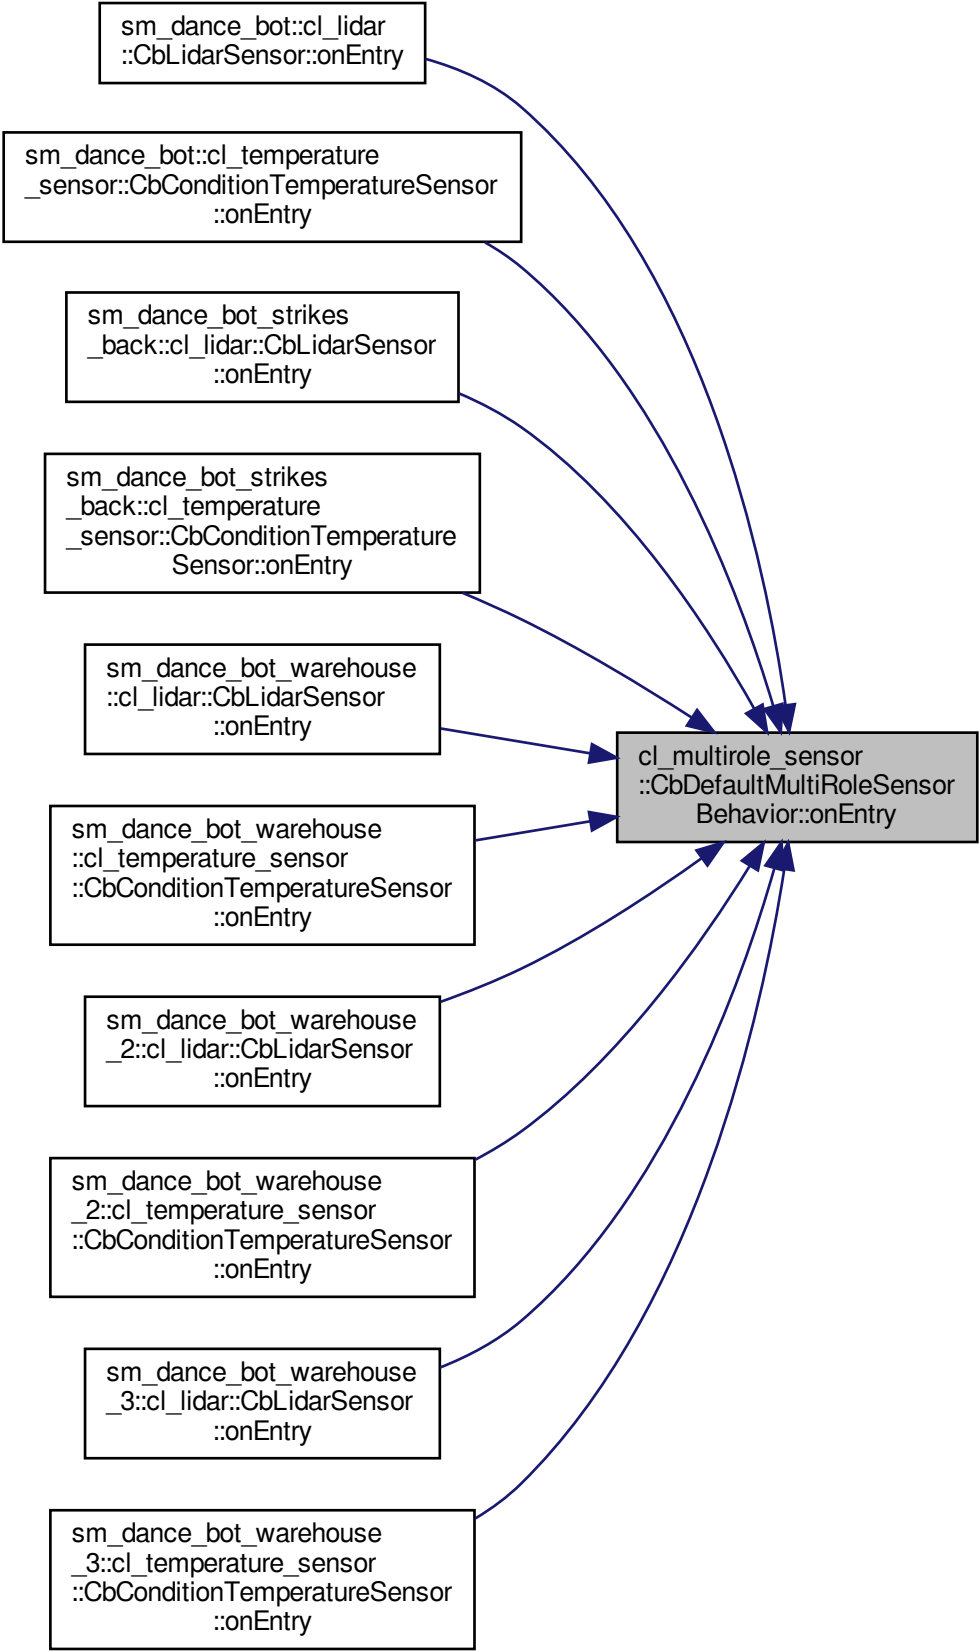 sm_dance_bot::cl_lidar
::CbLidarSensor::onEntry
sm_dance_bot::cl_temperature
_sensor::CbConditionTemperatureSensor
::onEntry
sm_dance_bot_strikes
_back::cl_lidar::CbLidarSensor
::onEntry
sm_dance_bot_strikes
_back::cl_temperature
_sensor::CbConditionTemperature
Sensor::onEntry
sm_dance_bot_warehouse
::cl_lidar::CbLidarSensor
::onEntry
cl_multirole_sensor
::CbDefaultMultiRoleSensor
Behavior::onEntry
sm_dance_bot_warehouse
::cl_temperature_sensor
::CbConditionTemperatureSensor
::onEntry
sm_dance_bot_warehouse
_2::cl_lidar::CbLidarSensor
::onEntry
sm_dance_bot_warehouse
_2::cl_temperature_sensor
::CbConditionTemperatureSensor
::onEntry
sm_dance_bot_warehouse
_3::cl_lidar::CbLidarSensor
::onEntry
sm_dance_bot_warehouse
_3::cl_temperature_sensor
::CbConditionTemperatureSensor
::onEntry